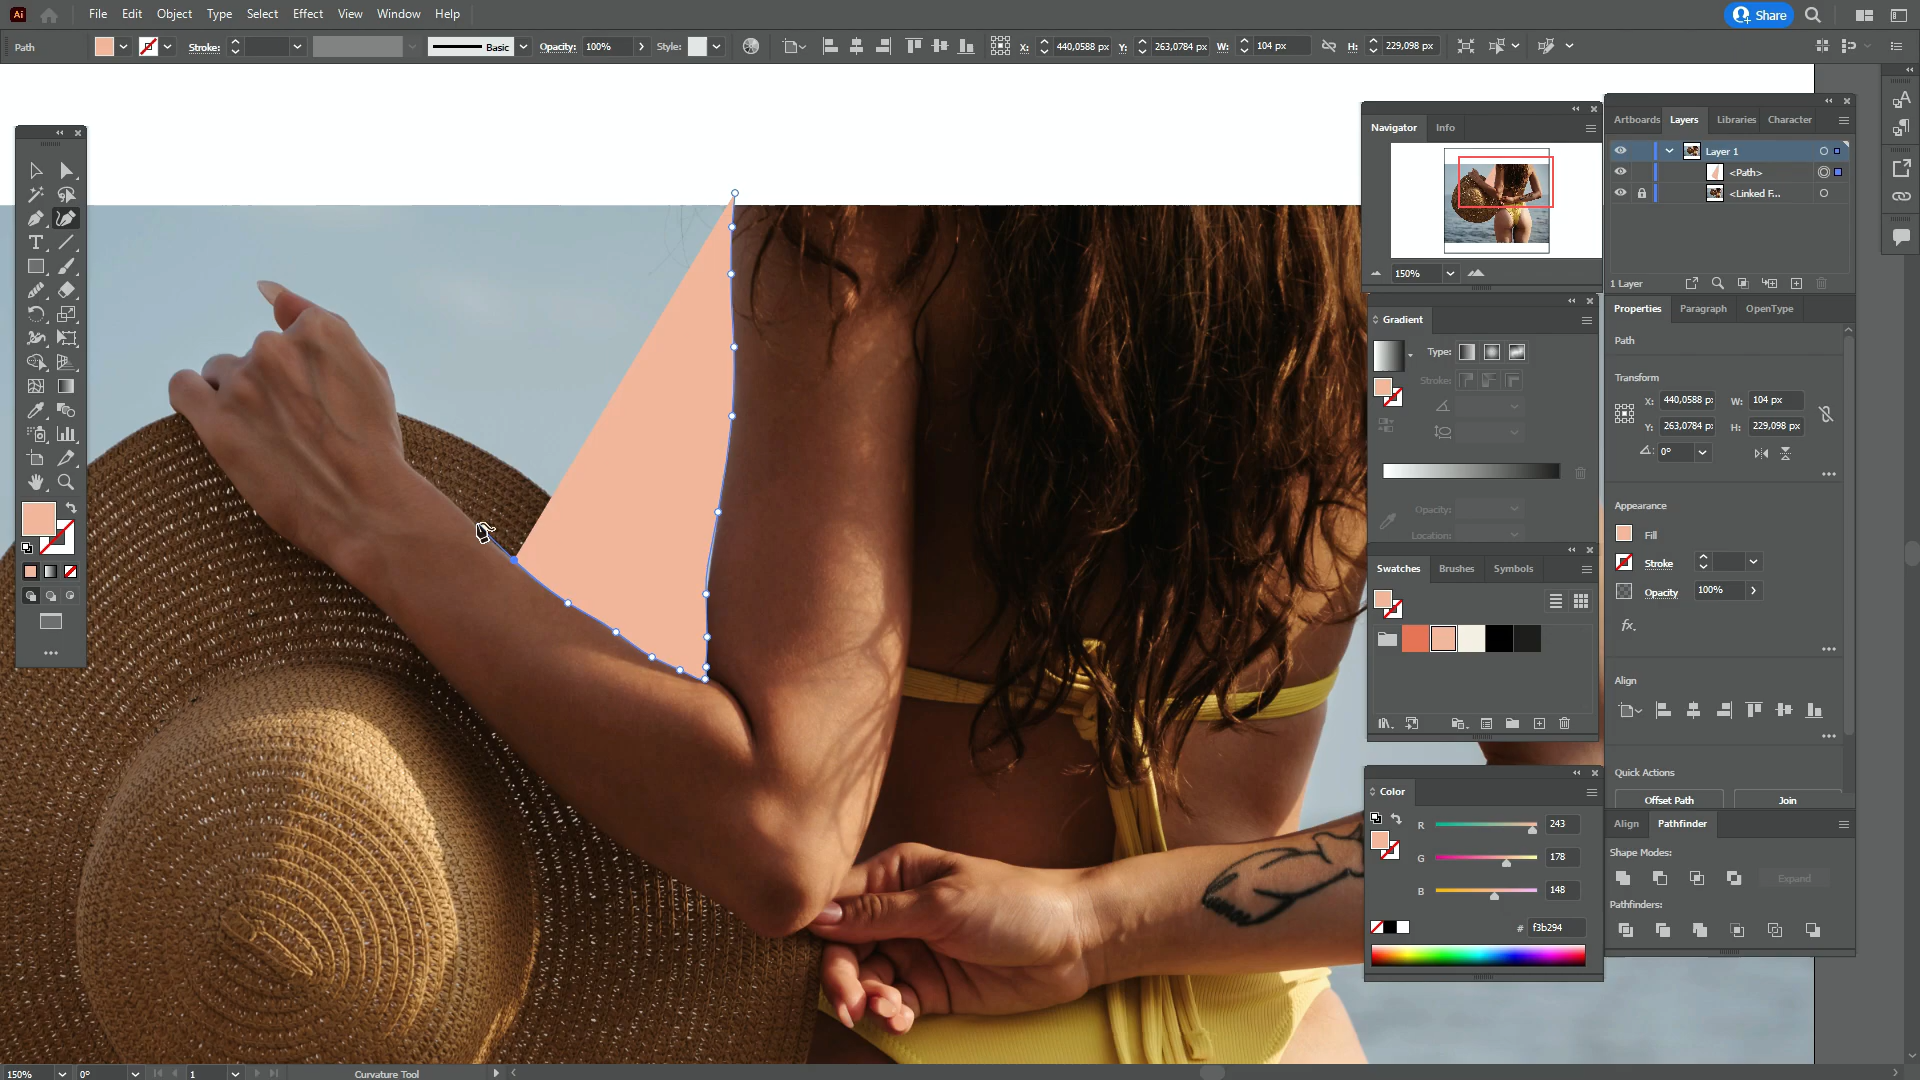 Ai File Edit Object Type Select Effect View Window Help Share
Path Stroke: Basic Opacity: 100% Style: X: 440,0588 px Y: 263,0784 px W: 104 px H: 229,098 px
Navigator Info
150%
Artboards Layers Libraries Character
Layer 1
<Path>
<Linked F...
1 Layer
Gradient
Type:
Stroke:
Opacity:
Location:
Properties Paragraph OpenType
Path
Transform
X: 440,0588 px W: 104 px
Y: 263,0784 px H: 229,098 px
0°
Appearance
Fill
Stroke
Opacity 100%
fx.
Align
Quick Actions
Offset Path Join
Swatches Brushes Symbols
Color
R 243
G 178
B 148
# f3b294
Align Pathfinder
Shape Modes:
Expand
Pathfinders:
150% 0° 1 Curvature Tool